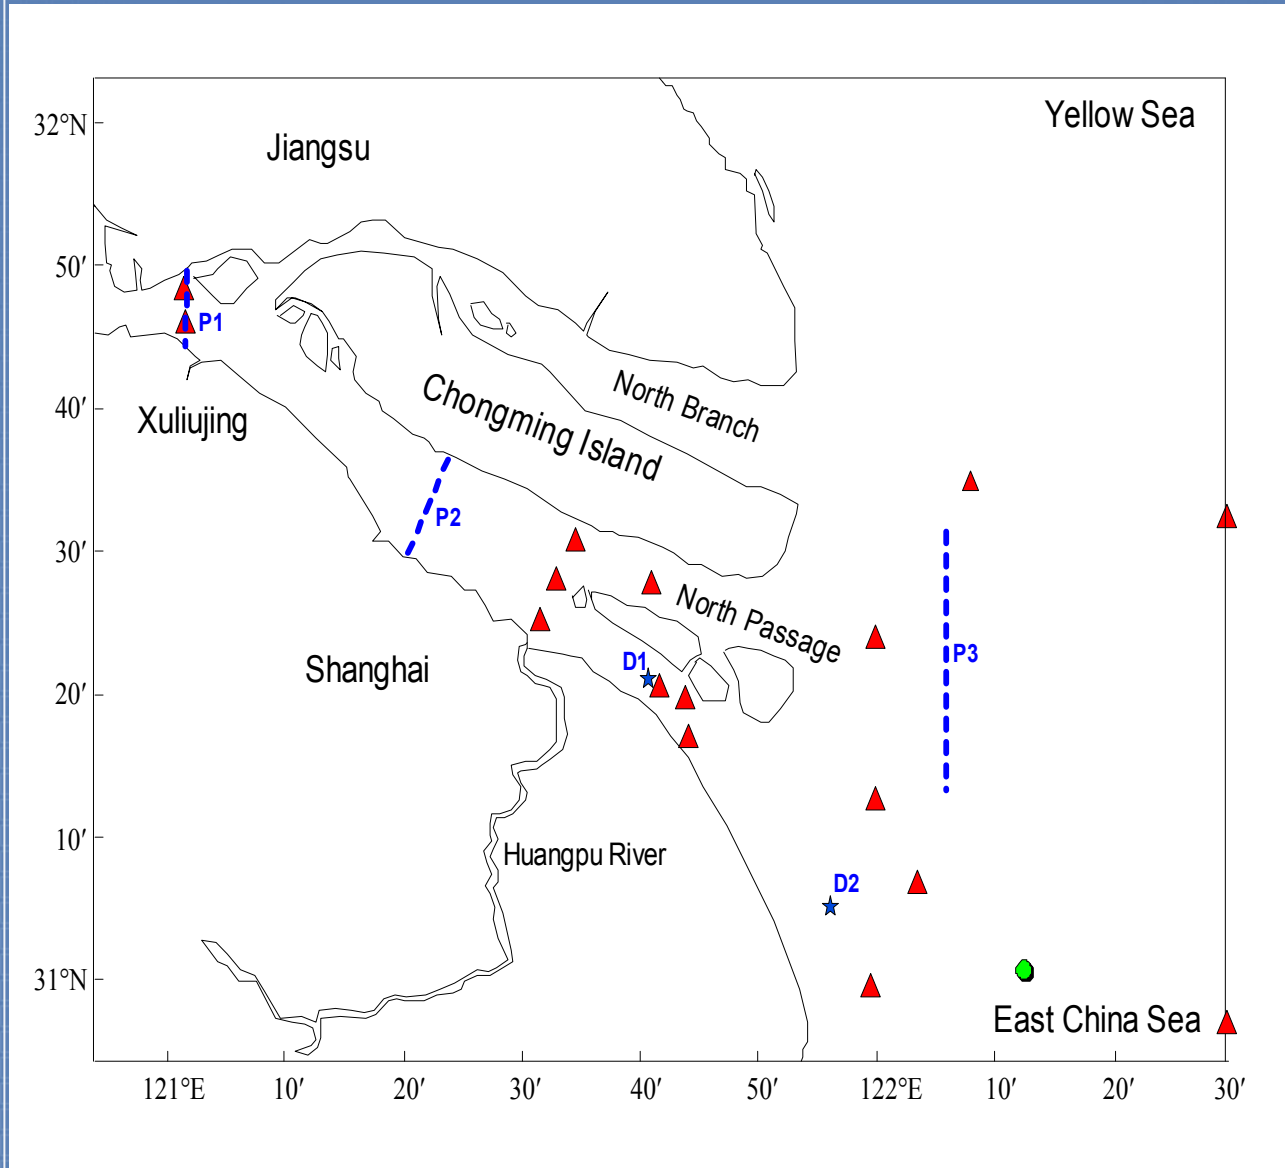 Yellow Sea
32°N
Jiangsu
50′
P1
North Branch
Chongming Island
40′
Xuliujing
P2
30′
North Passage
P3
D1
Shanghai
20′
10′
Huangpu River
D2
31°N
East China Sea
121°E 10′ 20′ 30′ 40′ 50′ 122°E 10′ 20′ 30′